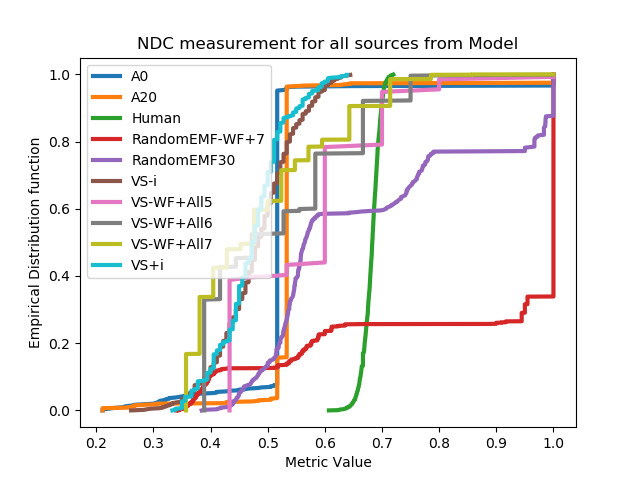 NDC measurement for all sources from Model
Empirical Distribution function
1.0
0.8
0.6
0.4
0.2
0.0
A0
A20
Human
RandomEMF-WF+7
RandomEMF30
VS-i
VS-WF+All5
VS-WF+All6
VS-WF+All7
VS+i
0.2 0.3 0.4 0.5 0.6 0.7 0.8 0.9 1.0
Metric Value